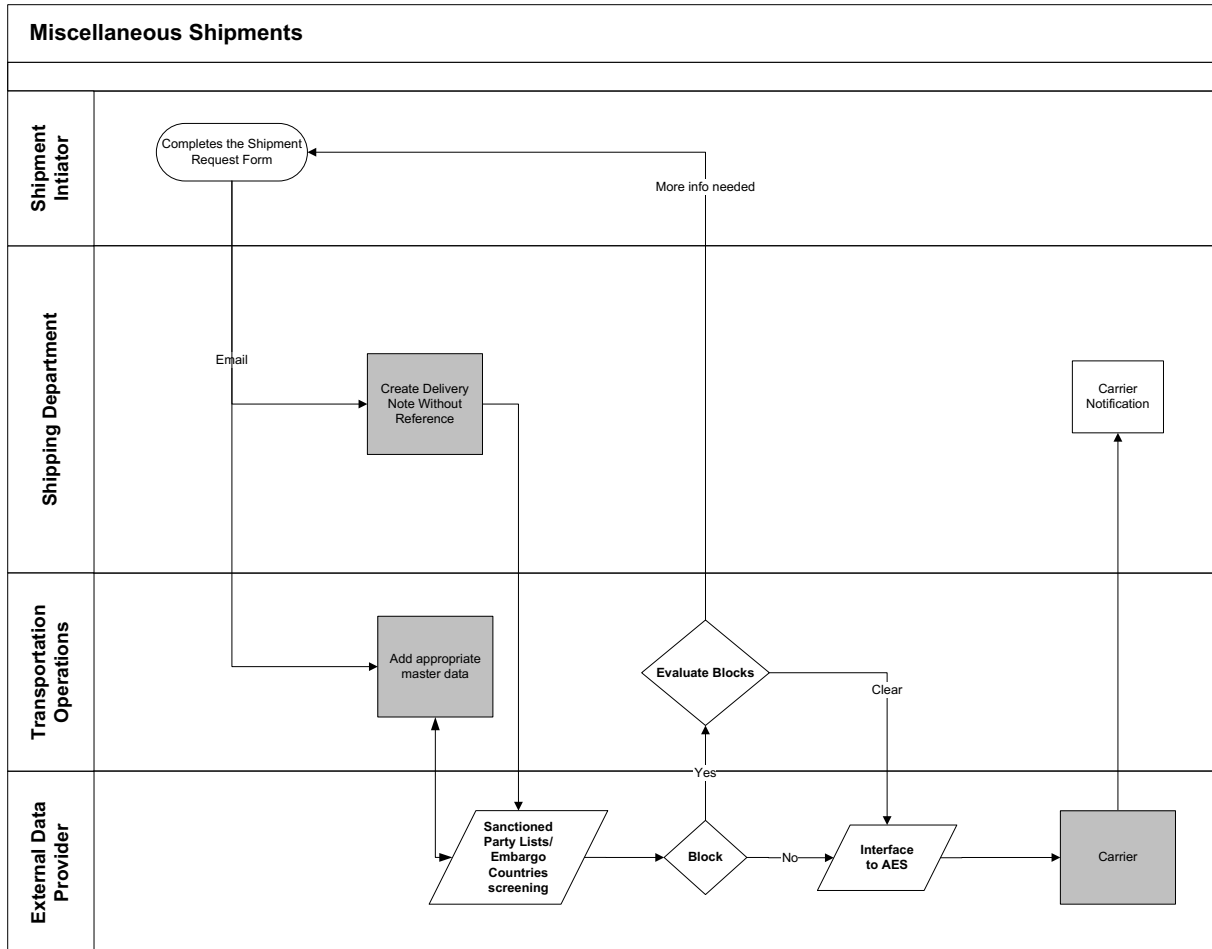 Miscellaneous Shipments
Shipment
Intiator
Completes the Shipment
Request Form
More info needed
Shipping Department
Email
Create Delivery
Note Without
Reference
Carrier
Notification
Transportation
Operations
Add appropriate
master data
Evaluate Blocks
Clear
Yes
External Data
Provider
Sanctioned
Party Lists/
Embargo
Countries
screening
Block
No
Interface
to AES
Carrier